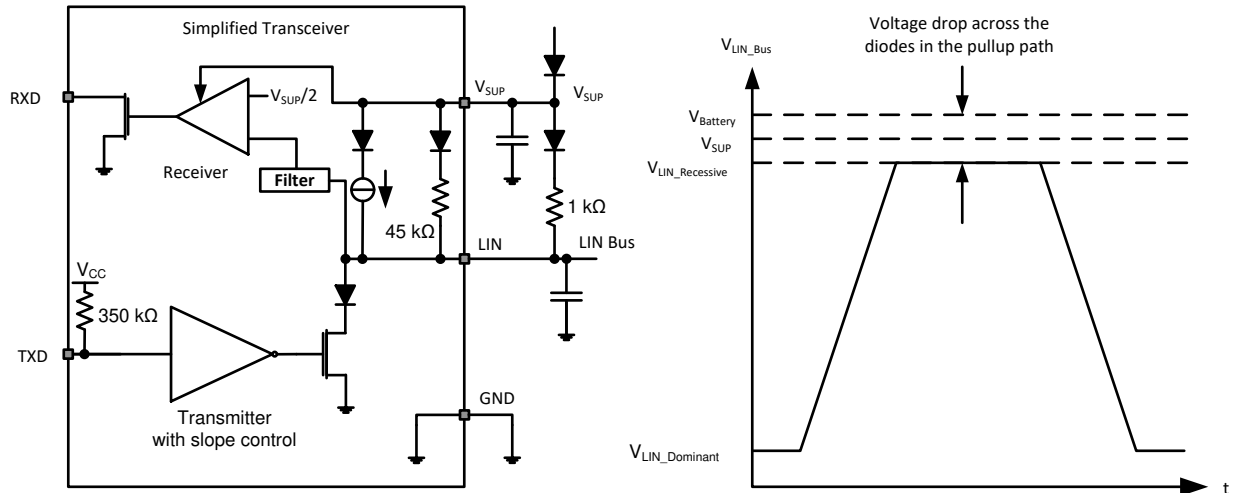 Simplified Transceiver
RXD
V_SUP/2
Receiver
Filter
V_SUP
V_SUP
45 kΩ
1 kΩ
LIN
LIN Bus
V_CC
350 kΩ
TXD
Transmitter
with slope control
GND
Voltage drop across the
diodes in the pullup path
V_LIN_Bus
V_Battery
V_SUP
V_LIN_Recessive
V_LIN_Dominant
t